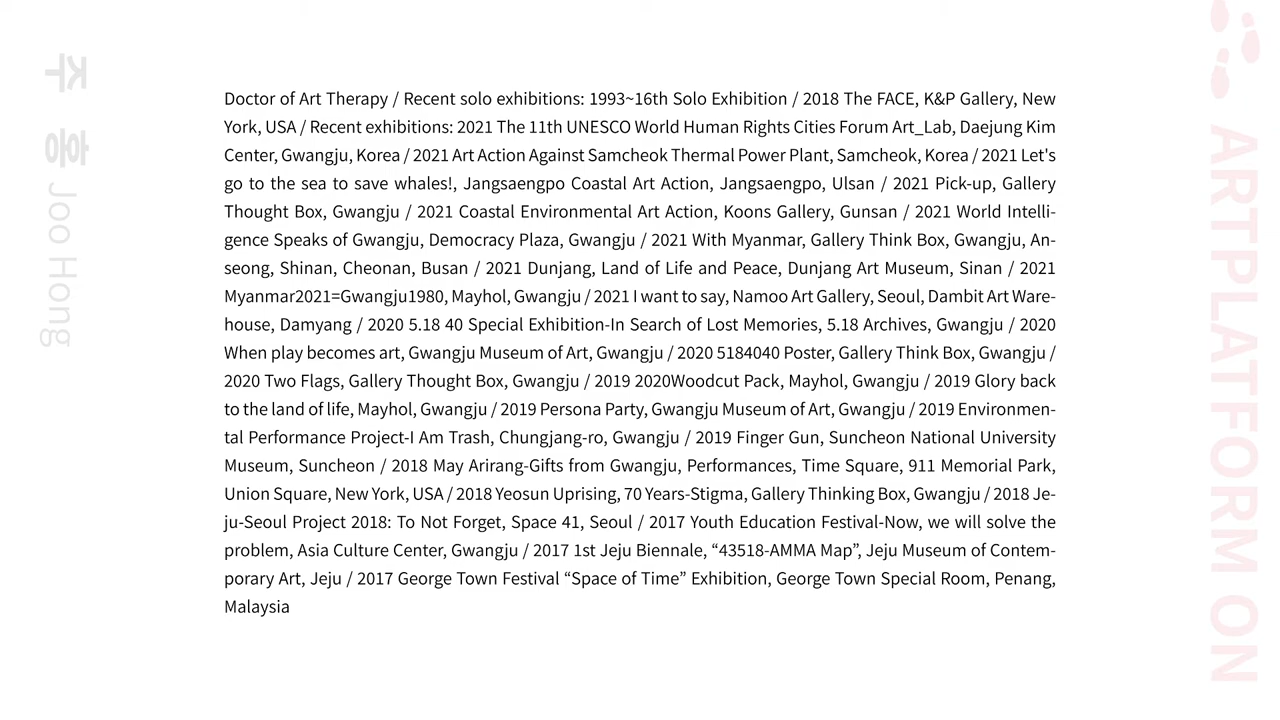 주 홍 Joo Hong
Doctor of Art Therapy / Recent solo exhibitions: 1993~16th Solo Exhibition / 2018 The FACE, K&P Gallery, New
York, USA / Recent exhibitions: 2021 The 11th UNESCO World Human Rights Cities Forum Art_Lab, Daejung Kim
Center, Gwangju, Korea / 2021 Art Action Against Samcheok Thermal Power Plant, Samcheok, Korea / 2021 Let's
go to the sea to save whales!, Jangsaengpo Coastal Art Action, Jangsaengpo, Ulsan / 2021 Pick-up, Gallery
Thought Box, Gwangju / 2021 Coastal Environmental Art Action, Koons Gallery, Gunsan / 2021 World Intelli-
gence Speaks of Gwangju, Democracy Plaza, Gwangju / 2021 With Myanmar, Gallery Think Box, Gwangju, An-
seong, Shinan, Cheonan, Busan / 2021 Dunjang, Land of Life and Peace, Dunjang Art Museum, Sinan / 2021
Myanmar2021=Gwangju1980, Mayhol, Gwangju / 2021 I want to say, Namoo Art Gallery, Seoul, Dambit Art Ware-
house, Damyang / 2020 5.18 40 Special Exhibition-In Search of Lost Memories, 5.18 Archives, Gwangju / 2020
When play becomes art, Gwangju Museum of Art, Gwangju / 2020 5184040 Poster, Gallery Think Box, Gwangju /
2020 Two Flags, Gallery Thought Box, Gwangju / 2019 2020Woodcut Pack, Mayhol, Gwangju / 2019 Glory back
to the land of life, Mayhol, Gwangju / 2019 Persona Party, Gwangju Museum of Art, Gwangju / 2019 Environmen-
tal Performance Project-I Am Trash, Chungjang-ro, Gwangju / 2019 Finger Gun, Suncheon National University
Museum, Suncheon / 2018 May Arirang-Gifts from Gwangju, Performances, Time Square, 911 Memorial Park,
Union Square, New York, USA / 2018 Yeosun Uprising, 70 Years-Stigma, Gallery Thinking Box, Gwangju / 2018 Je-
ju-Seoul Project 2018: To Not Forget, Space 41, Seoul / 2017 Youth Education Festival-Now, we will solve the
problem, Asia Culture Center, Gwangju / 2017 1st Jeju Biennale, “43518-AMMA Map”, Jeju Museum of Contem-
porary Art, Jeju / 2017 George Town Festival “Space of Time” Exhibition, George Town Special Room, Penang,
Malaysia
ARTPLATFORM ON